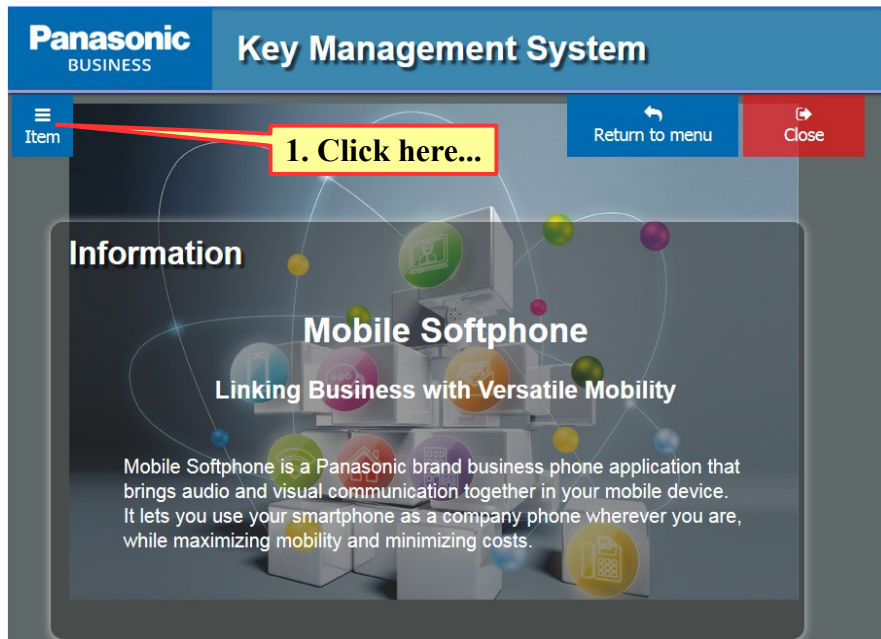 Panasonic
BUSINESS
Key Management System
Item
1. Click here...
Return to menu
Close
Information
Mobile Softphone
Linking Business with Versatile Mobility
Mobile Softphone is a Panasonic brand business phone application that
brings audio and visual communication together in your mobile device.
It lets you use your smartphone as a company phone wherever you are,
while maximizing mobility and minimizing costs.